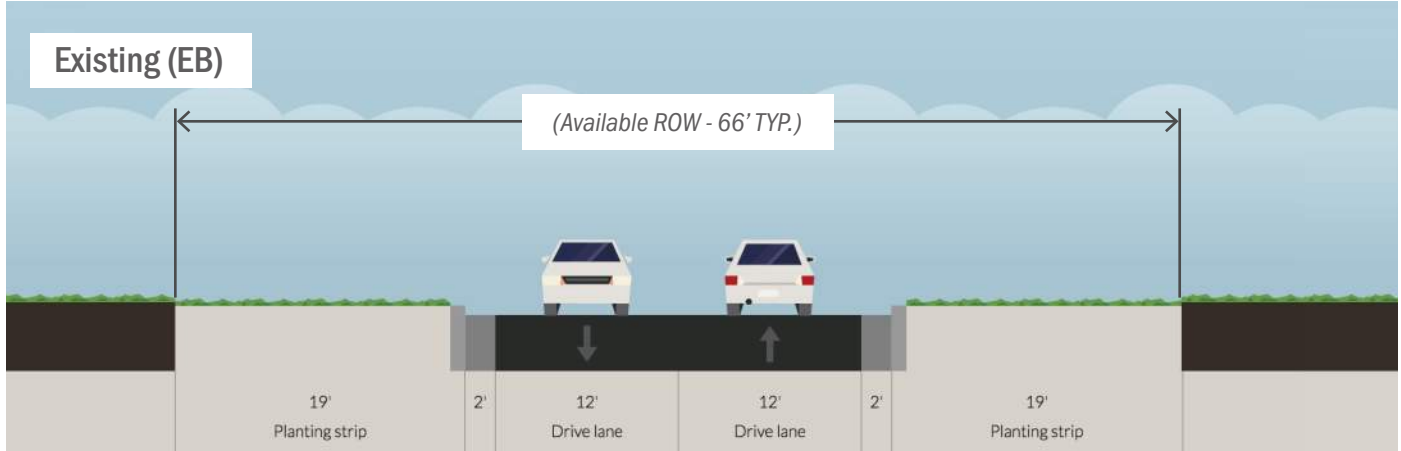 Existing (EB)
(Available ROW - 66' TYP.)
19'
2'
12'
12'
2'
19'
Planting strip
Drive lane
Drive lane
Planting strip